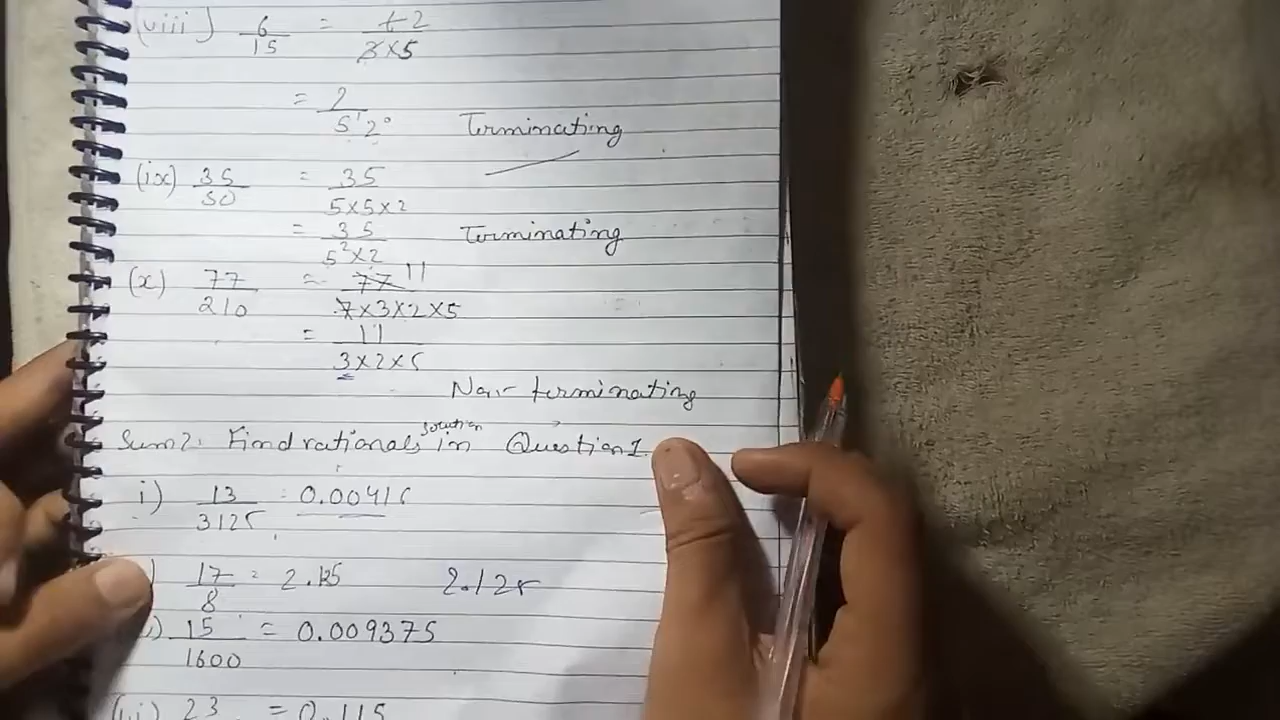 (viii) 6/15 = 6 2/3×5
= 2/5¹2⁰ Terminating
(ix) 35/50 = 35/5×5×2
= 35/5²×2 Terminating
(x) 77/210 = 77 11/7×3×2×5
= 11/3×2×5
Non-terminating
Sum2: Find rationals solution in Question 1.
i) 13/3125 = 0.00416
) 17/8 = 2.125 2.125
) 15/1600 = 0.009375
23 = 0.115